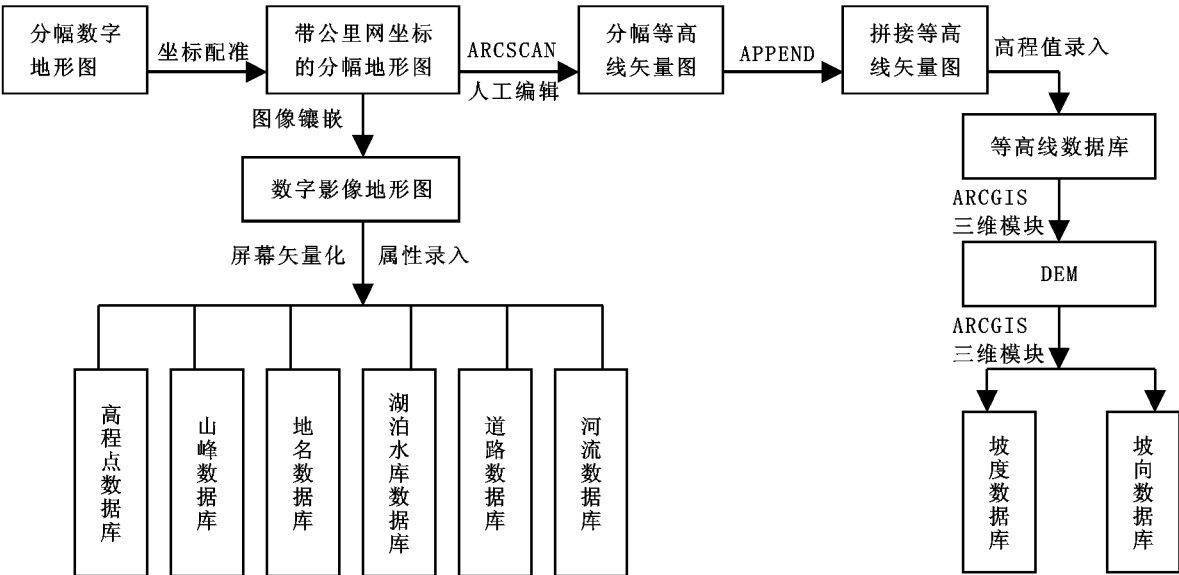 分幅数字
地形图
坐标配准
带公里网坐标
的分幅地形图
ARCSCAN
人工编辑
分幅等高
线矢量图
APPEND
拼接等高
线矢量图
高程值录入
图像镶嵌
等高线数据库
数字影像地形图
ARCGIS
三维模块
屏幕矢量化
属性录入
DEM
ARCGIS
三维模块
高程点数据库
山峰数据库
地名数据库
湖泊水库数据库
道路数据库
河流数据库
坡度数据库
坡向数据库